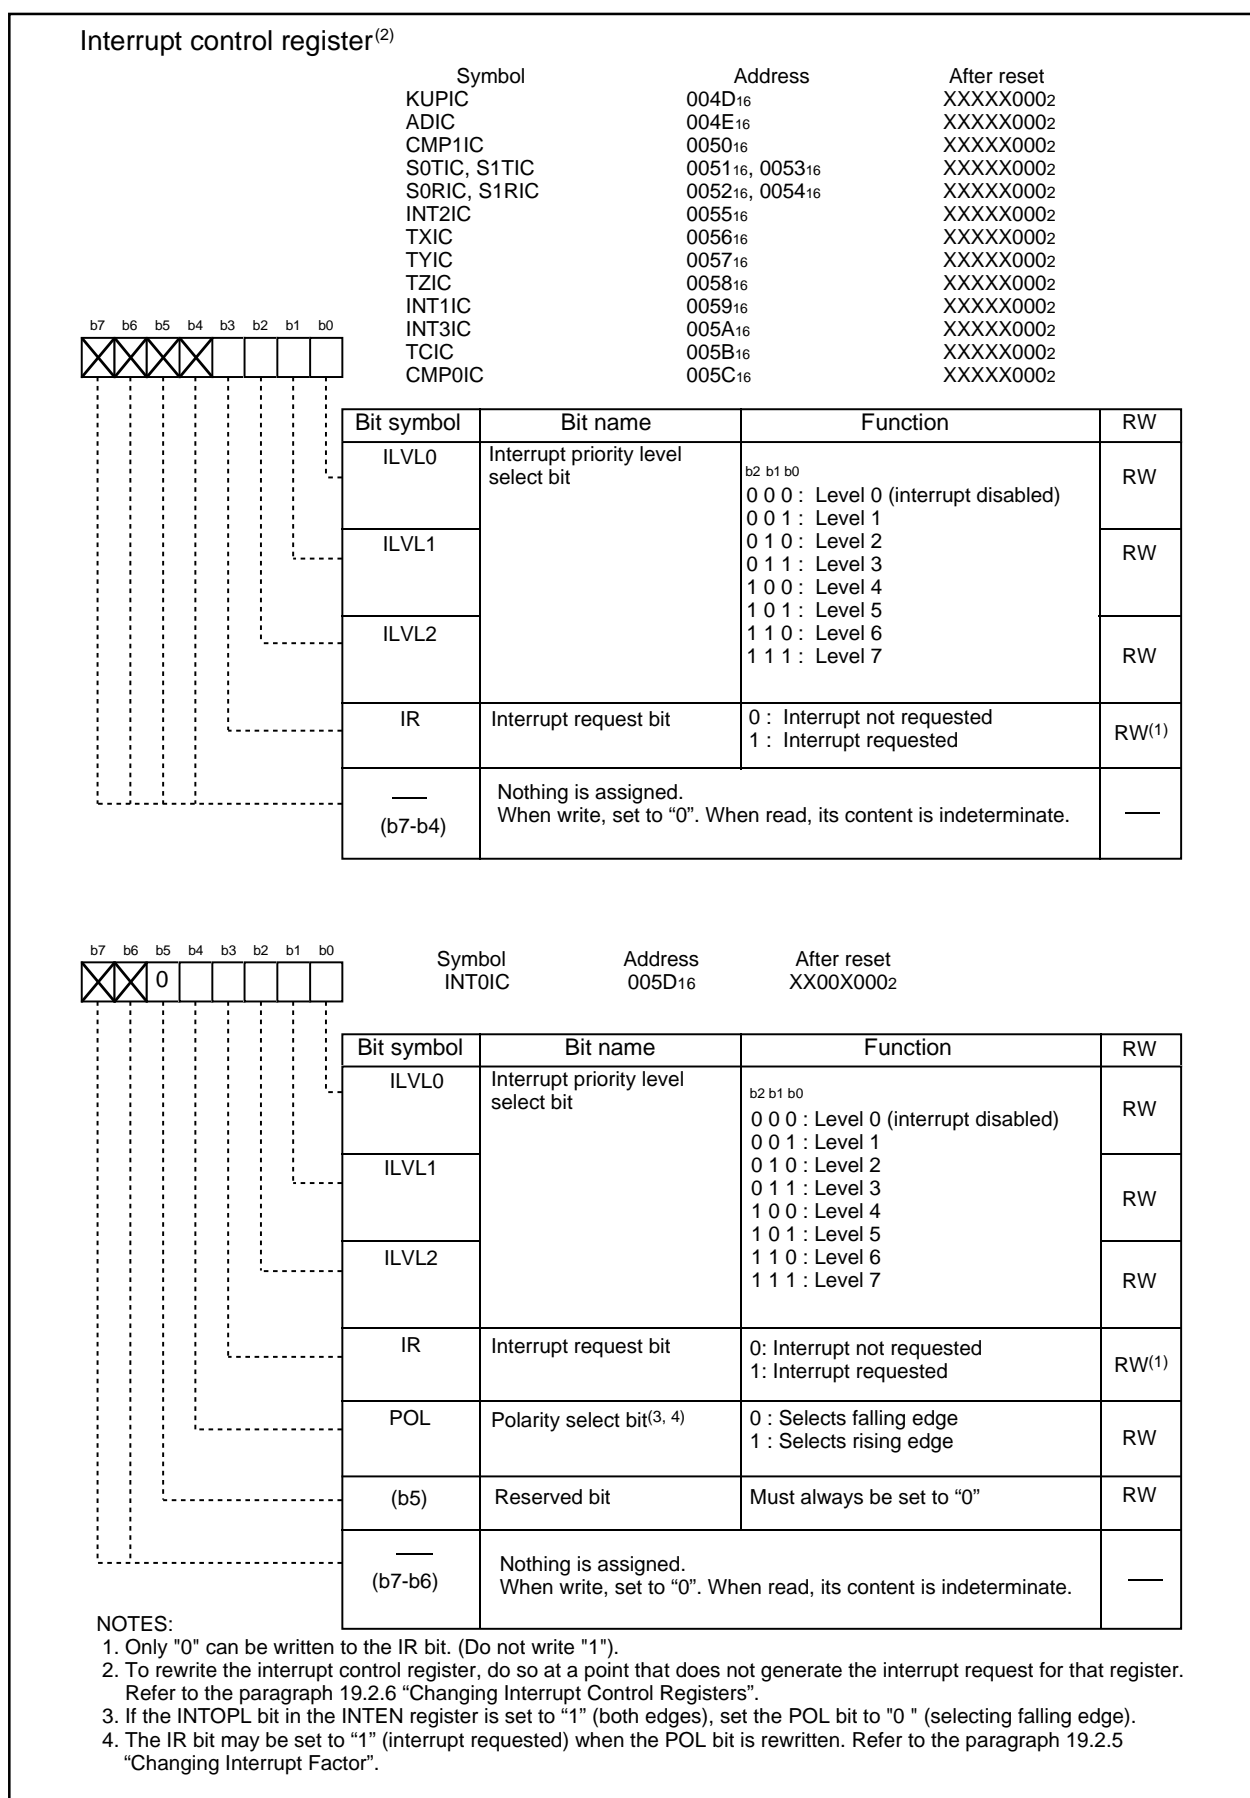 Interrupt control register(2)
Symbol Address After reset
KUPIC 004D16 XXXXX0002
ADIC 004E16 XXXXX0002
CMP1IC 005016 XXXXX0002
S0TIC, S1TIC 005116, 005316 XXXXX0002
S0RIC, S1RIC 005216, 005416 XXXXX0002
INT2IC 005516 XXXXX0002
TXIC 005616 XXXXX0002
TYIC 005716 XXXXX0002
TZIC 005816 XXXXX0002
INT1IC 005916 XXXXX0002
INT3IC 005A16 XXXXX0002
TCIC 005B16 XXXXX0002
CMP0IC 005C16 XXXXX0002
b7 b6 b5 b4 b3 b2 b1 b0
Bit symbol Bit name Function RW
ILVL0 Interrupt priority level
select bit
RW
b2 b1 b0
0 0 0 : Level 0 (interrupt disabled)
0 0 1 : Level 1
ILVL1 0 1 0 : Level 2
RW
0 1 1 : Level 3
1 0 0 : Level 4
1 0 1 : Level 5
ILVL2 1 1 0 : Level 6
1 1 1 : Level 7 RW
IR Interrupt request bit 0 : Interrupt not requested
1 : Interrupt requested RW(1)
Nothing is assigned.
(b7-b4) When write, set to “0”. When read, its content is indeterminate.
b7 b6 b5 b4 b3 b2 b1 b0
0
Symbol Address After reset
INT0IC 005D16 XX00X0002
Bit symbol Bit name Function RW
ILVL0 Interrupt priority level
select bit
RW
b2 b1 b0
0 0 0 : Level 0 (interrupt disabled)
0 0 1 : Level 1
ILVL1 0 1 0 : Level 2
0 1 1 : Level 3
RW
1 0 0 : Level 4
1 0 1 : Level 5
ILVL2 1 1 0 : Level 6
1 1 1 : Level 7 RW
IR Interrupt request bit 0: Interrupt not requested
1: Interrupt requested RW(1)
POL Polarity select bit(3, 4) 0 : Selects falling edge
1 : Selects rising edge RW
(b5) Reserved bit Must always be set to “0” RW
Nothing is assigned.
(b7-b6) When write, set to “0”. When read, its content is indeterminate.
NOTES:
1. Only "0" can be written to the IR bit. (Do not write "1").
2. To rewrite the interrupt control register, do so at a point that does not generate the interrupt request for that register.
Refer to the paragraph 19.2.6 “Changing Interrupt Control Registers”.
3. If the INTOPL bit in the INTEN register is set to “1” (both edges), set the POL bit to "0 " (selecting falling edge).
4. The IR bit may be set to “1” (interrupt requested) when the POL bit is rewritten. Refer to the paragraph 19.2.5
“Changing Interrupt Factor”.